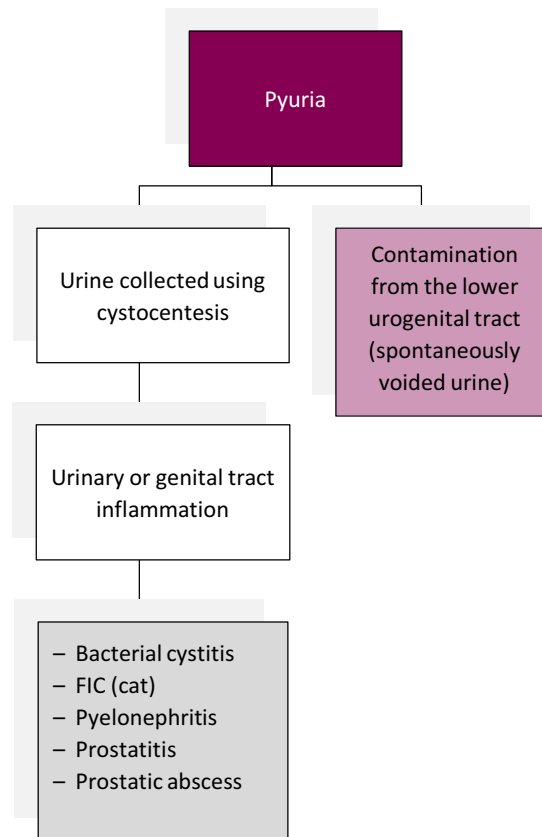 Pyuria
Urine collected using
cystocentesis
Contamination
from the lower
urogenital tract
(spontaneously
voided urine)
Urinary or genital tract
inflammation
– Bacterial cystitis
– FIC (cat)
– Pyelonephritis
– Prostatitis
– Prostatic abscess